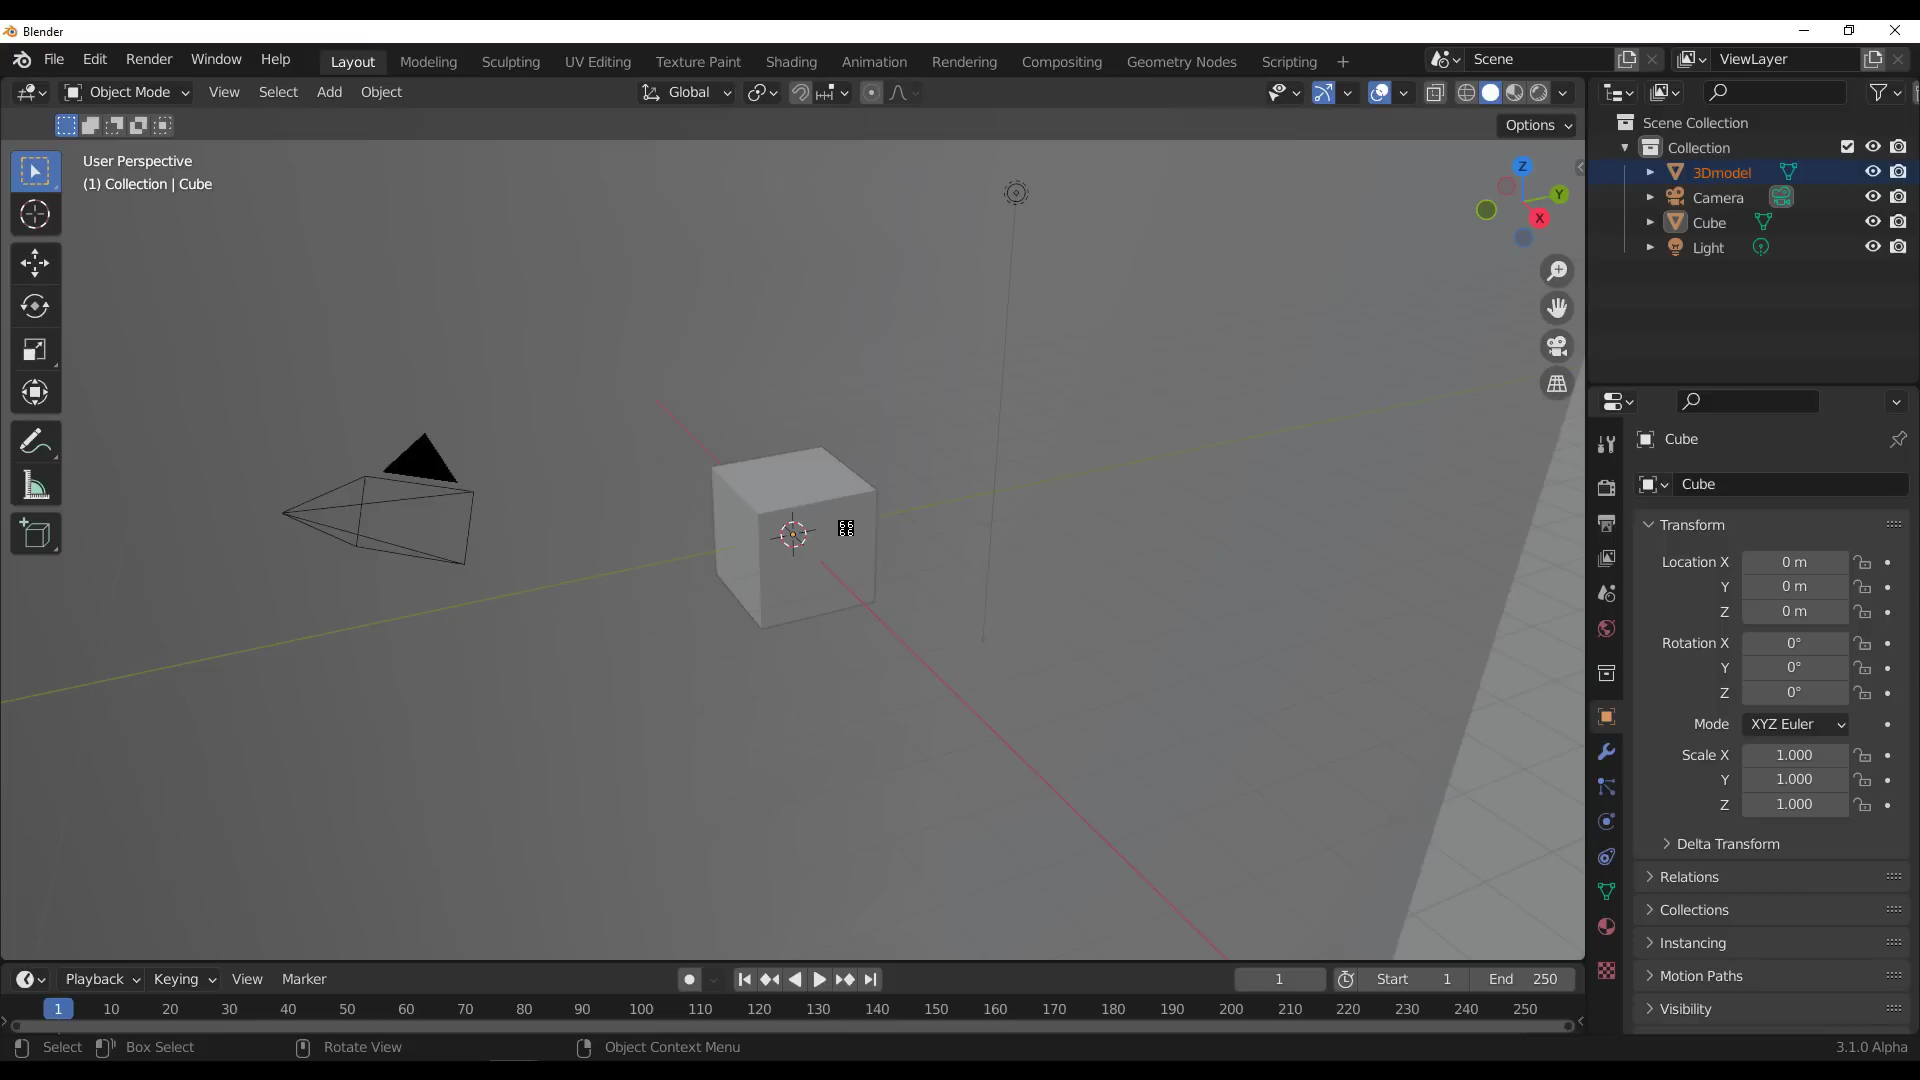 Blender
File Edit Render Window Help Layout Modeling Sculpting UV Editing Texture Paint Shading Animation Rendering Compositing Geometry Nodes Scripting + Scene ViewLayer
Object Mode View Select Add Object Global
Options
User Perspective
(1) Collection | Cube
Z
Y
X
66
66
Scene Collection
Collection
3Dmodel
Camera
Cube
Light
Cube
Cube
Transform
Location X 0 m
Y 0 m
Z 0 m
Rotation X 0°
Y 0°
Z 0°
Mode XYZ Euler
Scale X 1.000
Y 1.000
Z 1.000
Delta Transform
Relations
Collections
Instancing
Motion Paths
Visibility
Playback Keying View Marker 1 Start 1 End 250
1 10 20 30 40 50 60 70 80 90 100 110 120 130 140 150 160 170 180 190 200 210 220 230 240 250
Select Box Select Rotate View Object Context Menu 3.1.0 Alpha